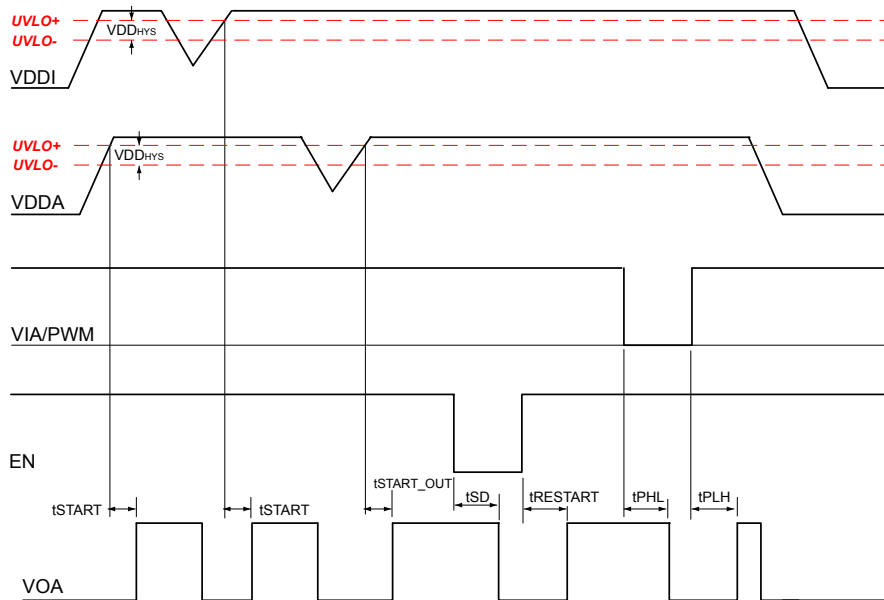 UVLO+
VDDHYS
UVLO-
VDDI
UVLO+
VDDHYS
UVLO-
VDDA
VIA/PWM
EN
tSTART
tSTART
tSTART_OUT
tSD
tRESTART
tPHL
tPLH
VOA